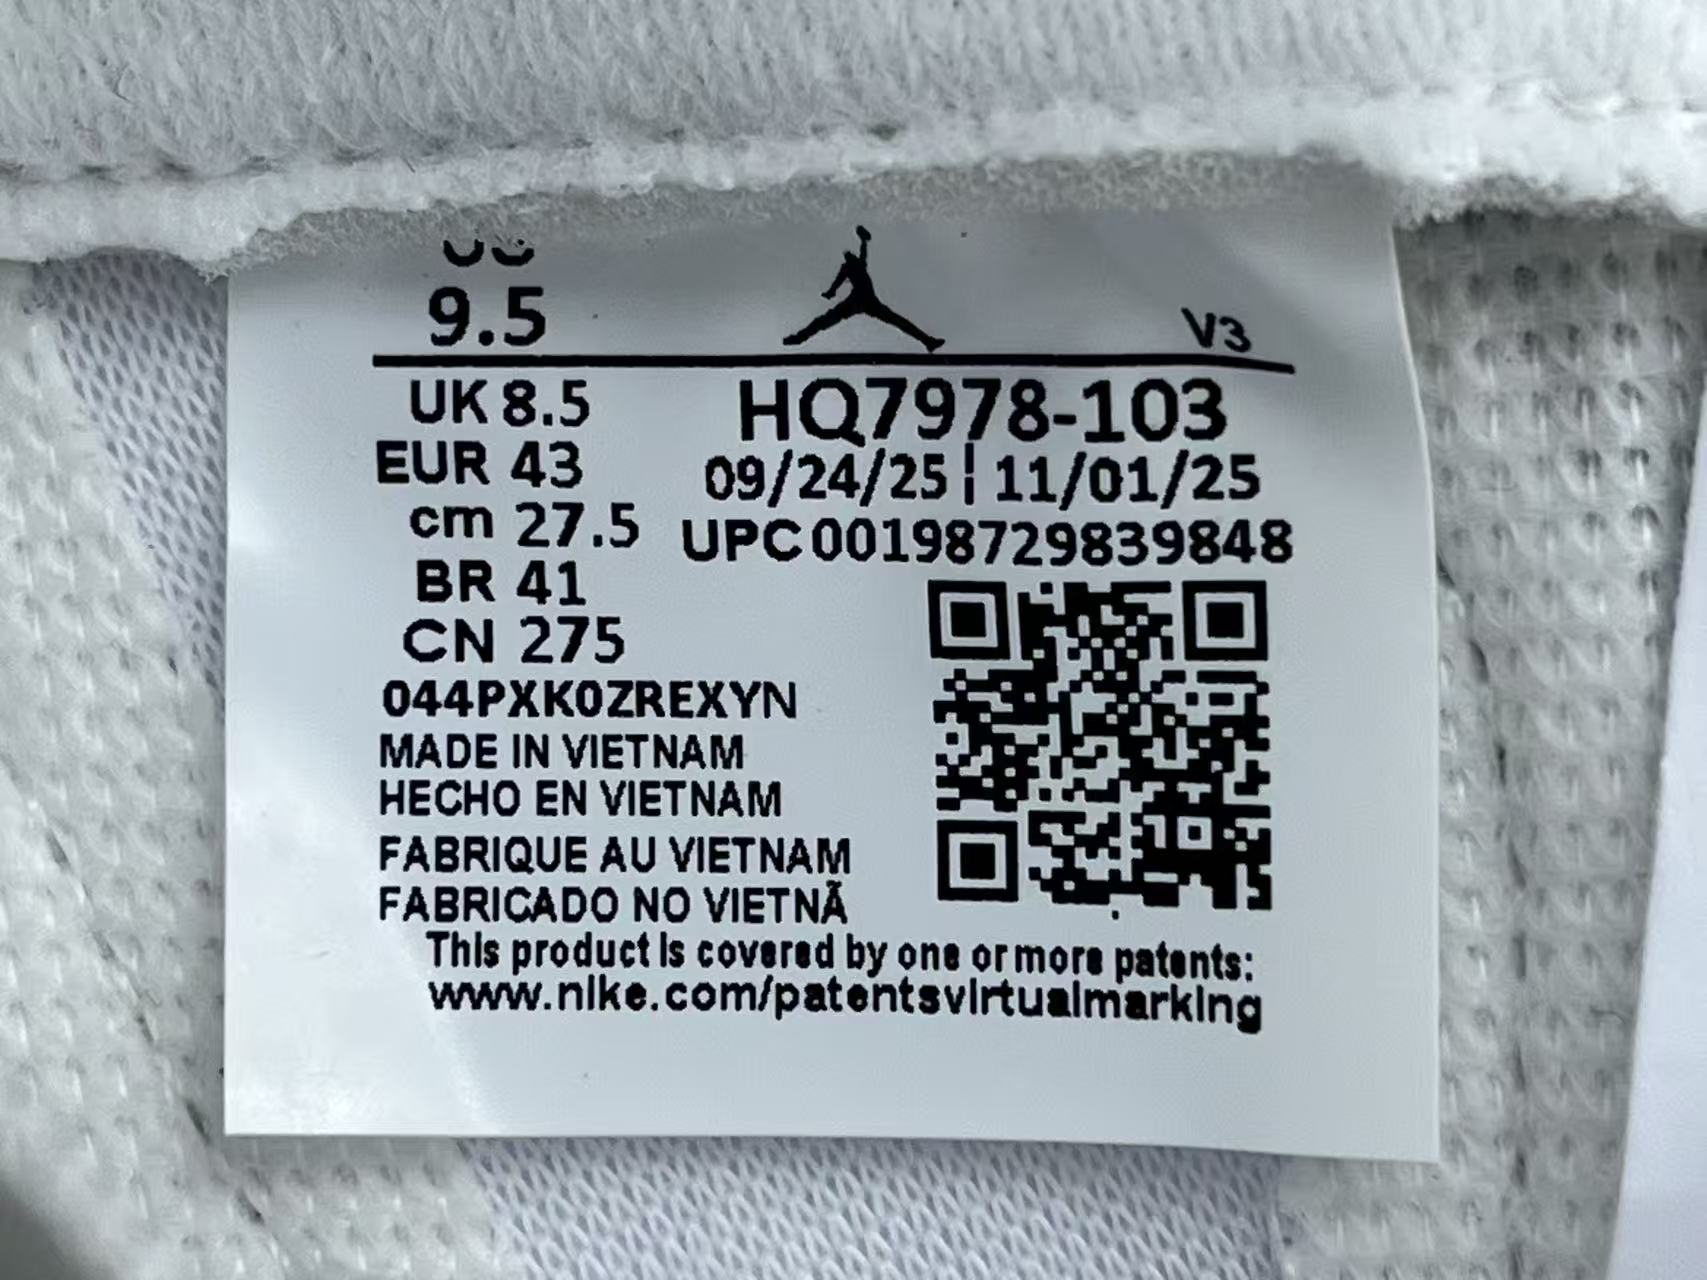 US
9.5
V3
UK 8.5
HQ7978-103
EUR 43
09/24/25 | 11/01/25
cm 27.5
UPC00198729839848
BR 41
CN 275
044PXK0ZREXYN
MADE IN VIETNAM
HECHO EN VIETNAM
FABRIQUE AU VIETNAM
FABRICADO NO VIETNÃ
This product is covered by one or more patents:
www.nike.com/patentsvirtualmarking